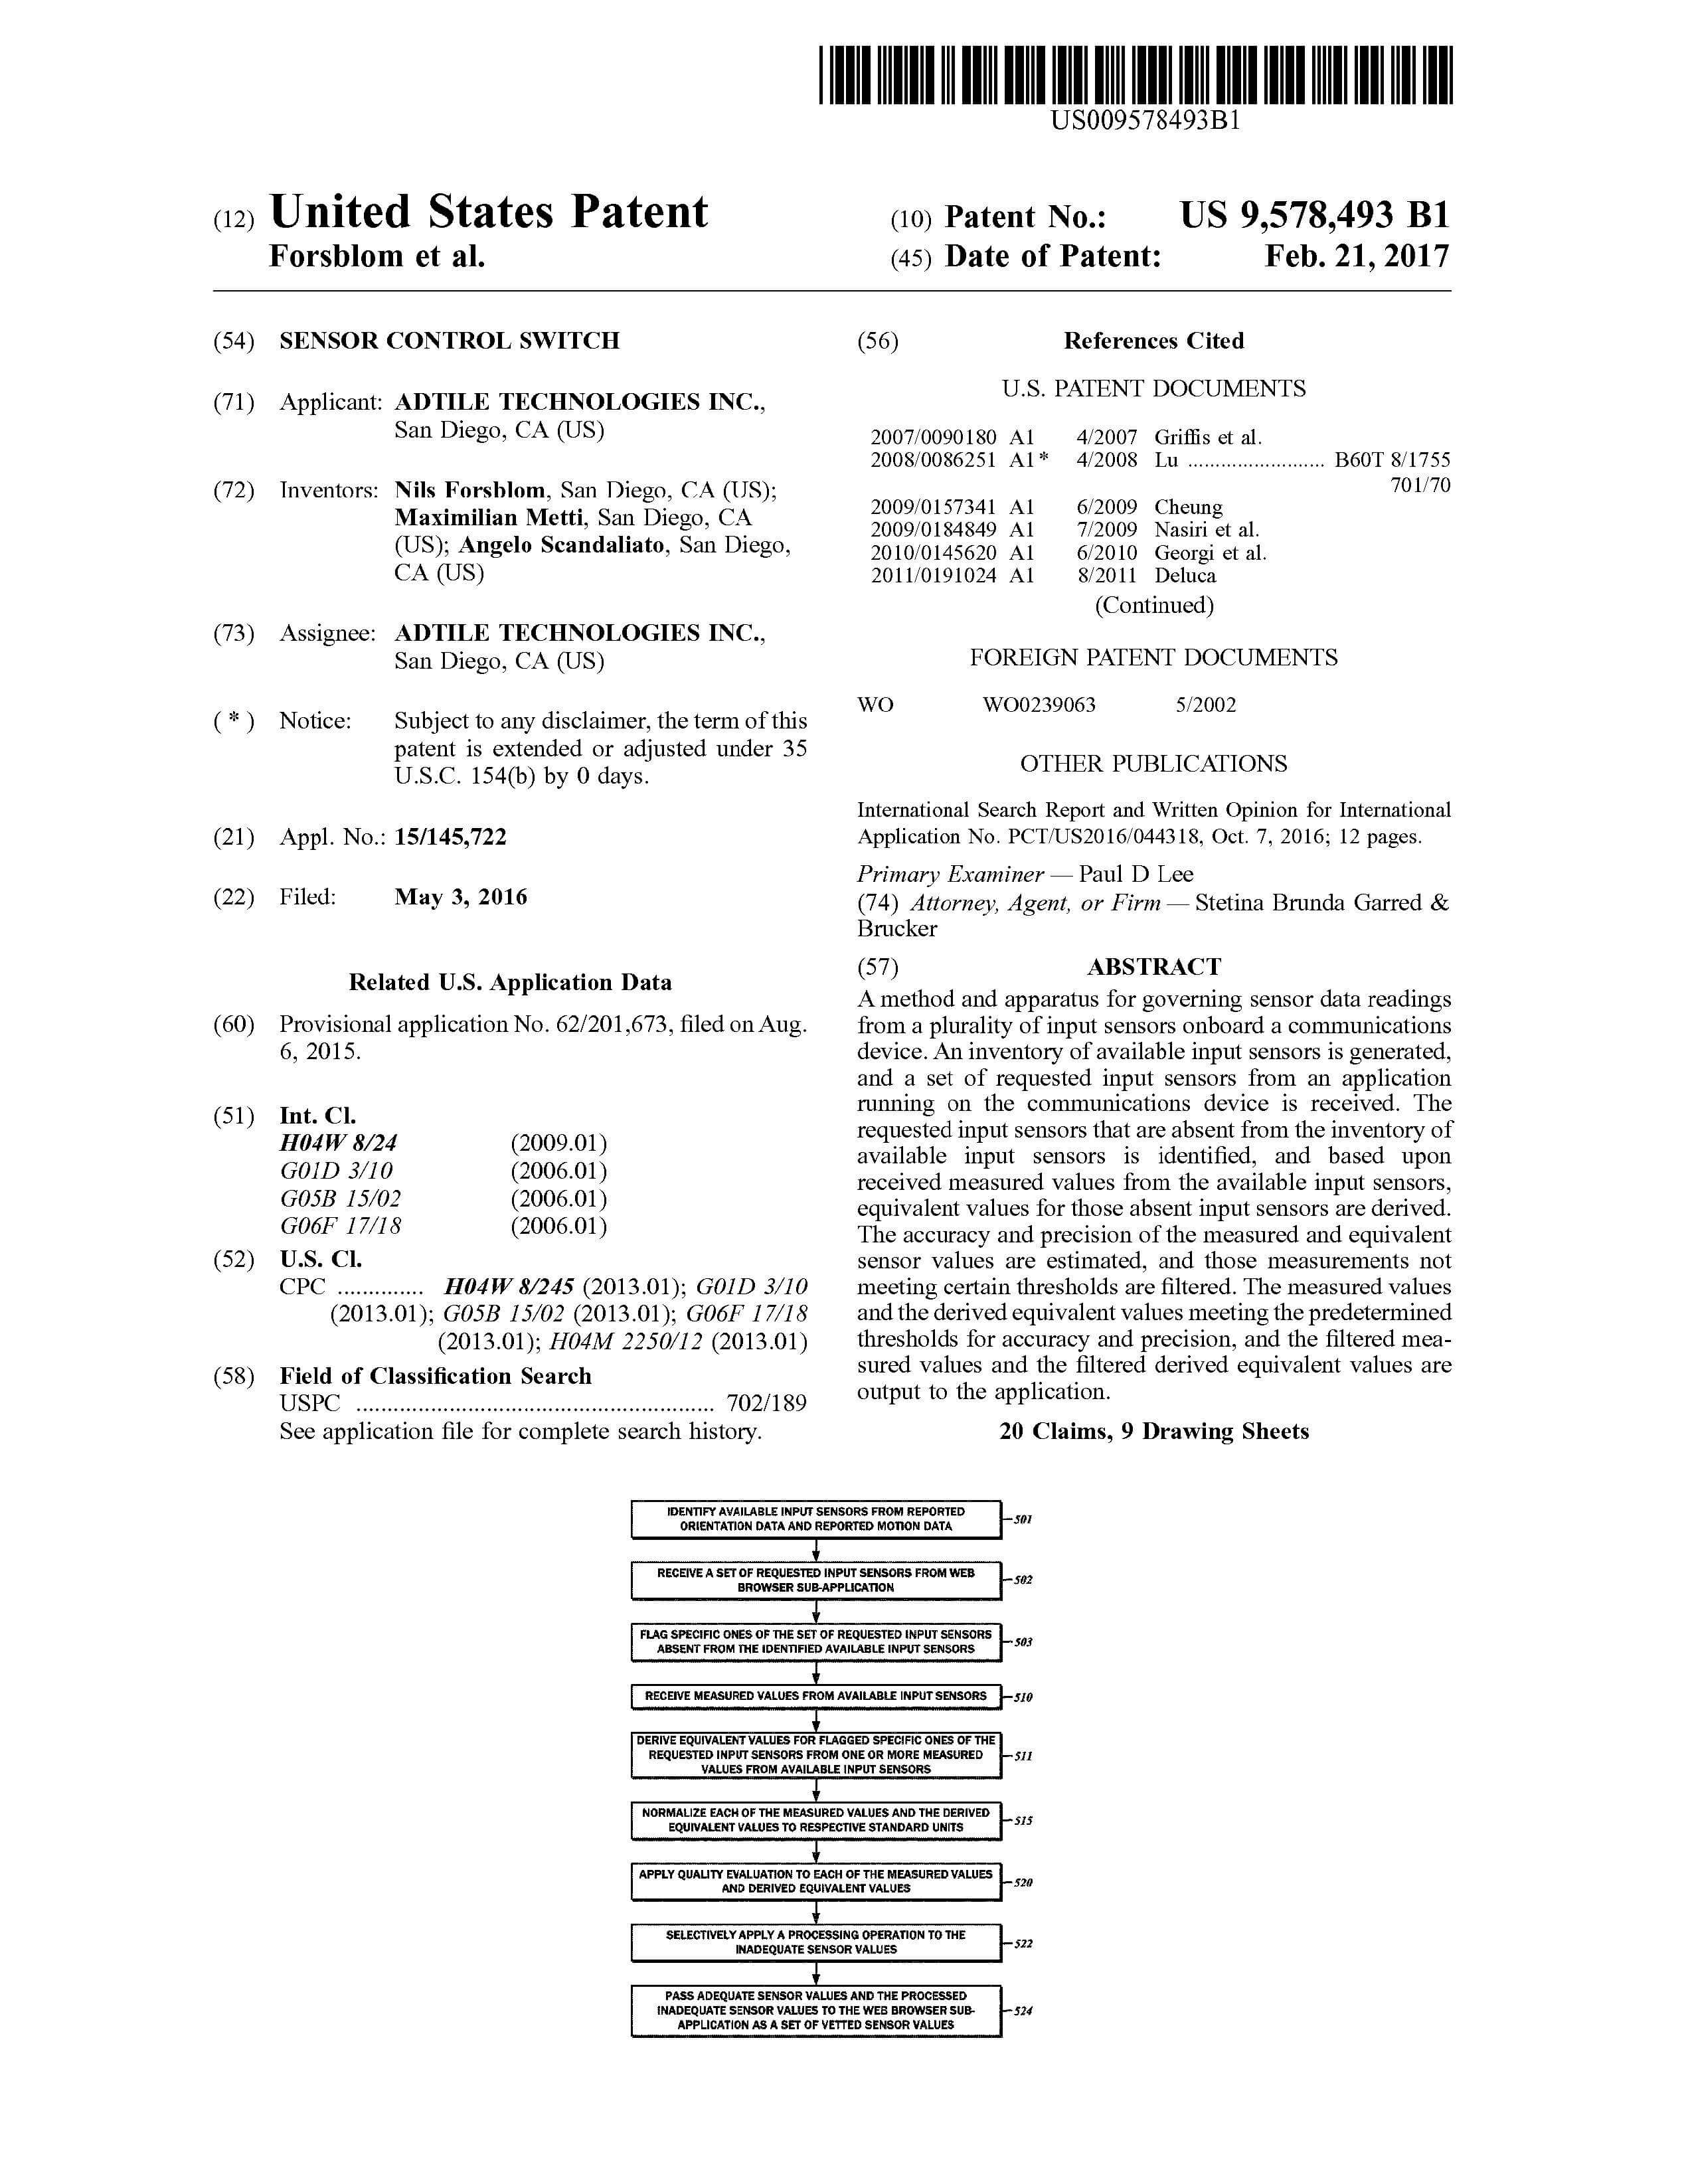 US009578493B1
(12) United States Patent
Forsblom et al.
(10) Patent No.: US 9,578,493 B1
(45) Date of Patent: Feb. 21, 2017
(54) SENSOR CONTROL SWITCH
(71) Applicant: ADTILE TECHNOLOGIES INC.,
San Diego, CA (US)
(72) Inventors: Nils Forsblom, San Diego, CA (US);
Maximilian Metti, San Diego, CA
(US); Angelo Scandaliato, San Diego,
CA (US)
(73) Assignee: ADTILE TECHNOLOGIES INC.,
San Diego, CA (US)
( * ) Notice: Subject to any disclaimer, the term of this
patent is extended or adjusted under 35
U.S.C. 154(b) by 0 days.
(21) Appl. No.: 15/145,722
(22) Filed: May 3, 2016
Related U.S. Application Data
(60) Provisional application No. 62/201,673, filed on Aug.
6, 2015.
(51) Int. Cl.
H04W 8/24 (2009.01)
G01D 3/10 (2006.01)
G05B 15/02 (2006.01)
G06F 17/18 (2006.01)
(52) U.S. Cl.
CPC .............. H04W 8/245 (2013.01); G01D 3/10
(2013.01); G05B 15/02 (2013.01); G06F 17/18
(2013.01); H04M 2250/12 (2013.01)
(58) Field of Classification Search
USPC ...................................................... 702/189
See application file for complete search history.
(56) References Cited
U.S. PATENT DOCUMENTS
2007/0090180 A1 4/2007 Griffis et al.
2008/0086251 A1* 4/2008 Lu ........................ B60T 8/1755
701/70
2009/0157341 A1 6/2009 Cheung
2009/0184849 A1 7/2009 Nasiri et al.
2010/0145620 A1 6/2010 Georgi et al.
2011/0191024 A1 8/2011 Deluca
(Continued)
FOREIGN PATENT DOCUMENTS
WO WO0239063 5/2002
OTHER PUBLICATIONS
International Search Report and Written Opinion for International
Application No. PCT/US2016/044318, Oct. 7, 2016; 12 pages.
Primary Examiner — Paul D Lee
(74) Attorney, Agent, or Firm — Stetina Brunda Garred &
Brucker
(57) ABSTRACT
A method and apparatus for governing sensor data readings
from a plurality of input sensors onboard a communications
device. An inventory of available input sensors is generated,
and a set of requested input sensors from an application
running on the communications device is received. The
requested input sensors that are absent from the inventory of
available input sensors is identified, and based upon
received measured values from the available input sensors,
equivalent values for those absent input sensors are derived.
The accuracy and precision of the measured and equivalent
sensor values are estimated, and those measurements not
meeting certain thresholds are filtered. The measured values
and the derived equivalent values meeting the predetermined
thresholds for accuracy and precision, and the filtered mea-
sured values and the filtered derived equivalent values are
output to the application.
20 Claims, 9 Drawing Sheets
IDENTIFY AVAILABLE INPUT SENSORS FROM REPORTED
ORIENTATION DATA AND REPORTED MOTION DATA
501
RECEIVE A SET OF REQUESTED INPUT SENSORS FROM WEB
BROWSER SUB-APPLICATION
502
FLAG SPECIFIC ONES OF THE SET OF REQUESTED INPUT SENSORS
ABSENT FROM THE IDENTIFIED AVAILABLE INPUT SENSORS
503
RECEIVE MEASURED VALUES FROM AVAILABLE INPUT SENSORS
510
DERIVE EQUIVALENT VALUES FOR FLAGGED SPECIFIC ONES OF THE
REQUESTED INPUT SENSORS FROM ONE OR MORE MEASURED
VALUES FROM AVAILABLE INPUT SENSORS
511
NORMALIZE EACH OF THE MEASURED VALUES AND THE DERIVED
EQUIVALENT VALUES TO RESPECTIVE STANDARD UNITS
515
APPLY QUALITY EVALUATION TO EACH OF THE MEASURED VALUES
AND DERIVED EQUIVALENT VALUES
520
SELECTIVELY APPLY A PROCESSING OPERATION TO THE
INADEQUATE SENSOR VALUES
522
PASS ADEQUATE SENSOR VALUES AND THE PROCESSED
INADEQUATE SENSOR VALUES TO THE WEB BROWSER SUB-
APPLICATION AS A SET OF VETTED SENSOR VALUES
524